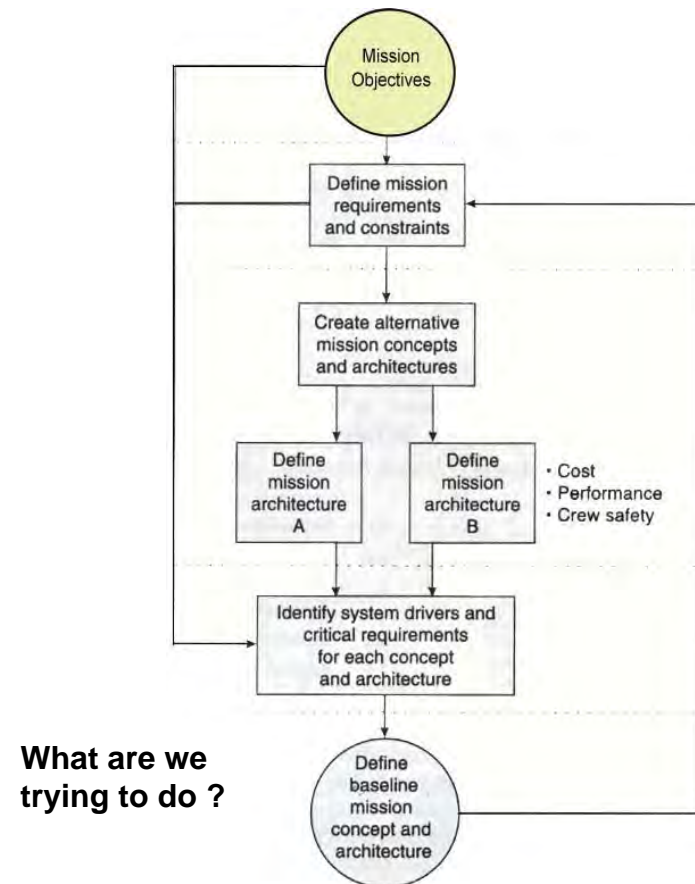 Mission
Objectives
Define mission
requirements
and constraints
Create alternative
mission concepts
and architectures
Define
mission
architecture
A
Define
mission
architecture
B
• Cost
• Performance
• Crew safety
Identify system drivers and
critical requirements
for each concept
and architecture
What are we
trying to do ?
Define
baseline
mission
concept and
architecture